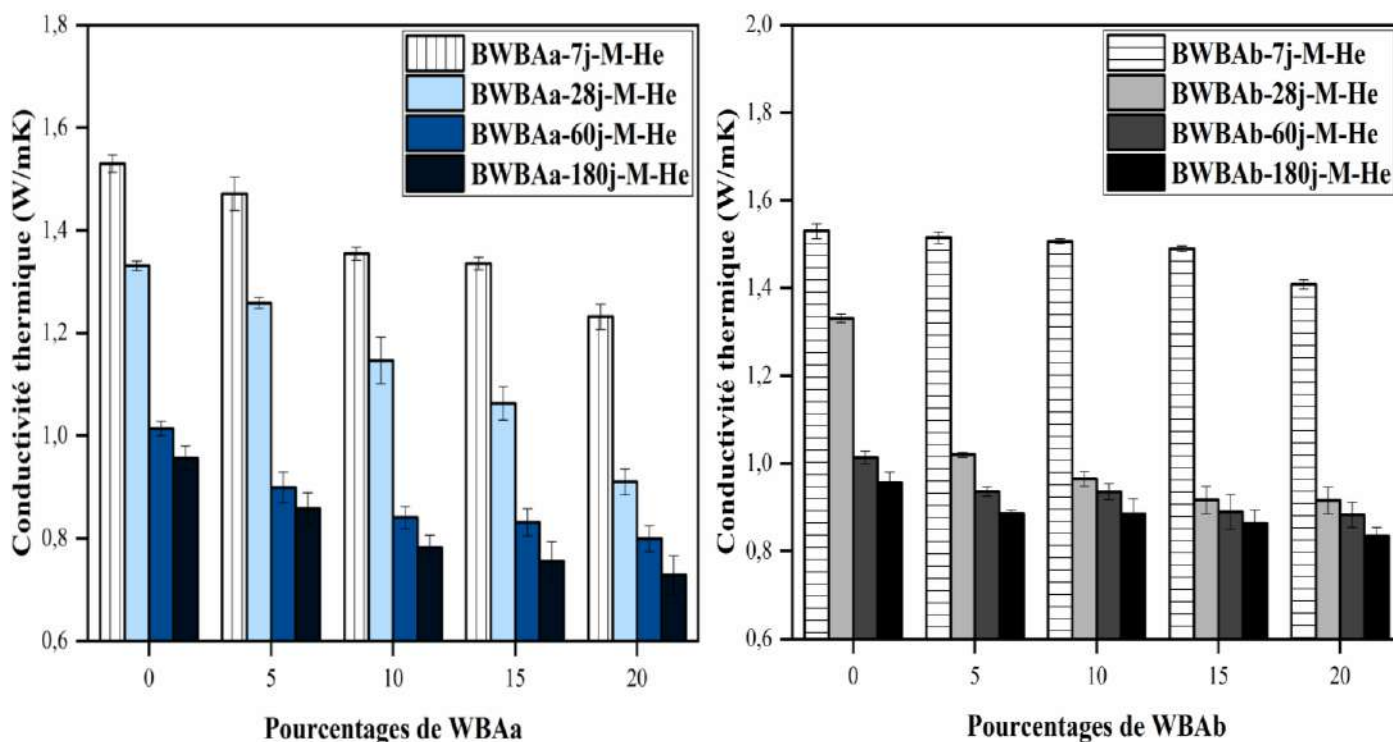 1,8
1,6
1,4
1,2
1,0
0,8
0,6
Conductivité thermique (W/mK)
BWBAa-7j-M-He
BWBAa-28j-M-He
BWBAa-60j-M-He
BWBAa-180j-M-He
0 5 10 15 20
Pourcentages de WBAa
2,0
1,8
1,6
1,4
1,2
1,0
0,8
0,6
Conductivité thermique (W/mK)
BWBAb-7j-M-He
BWBAb-28j-M-He
BWBAb-60j-M-He
BWBAb-180j-M-He
0 5 10 15 20
Pourcentages de WBAb